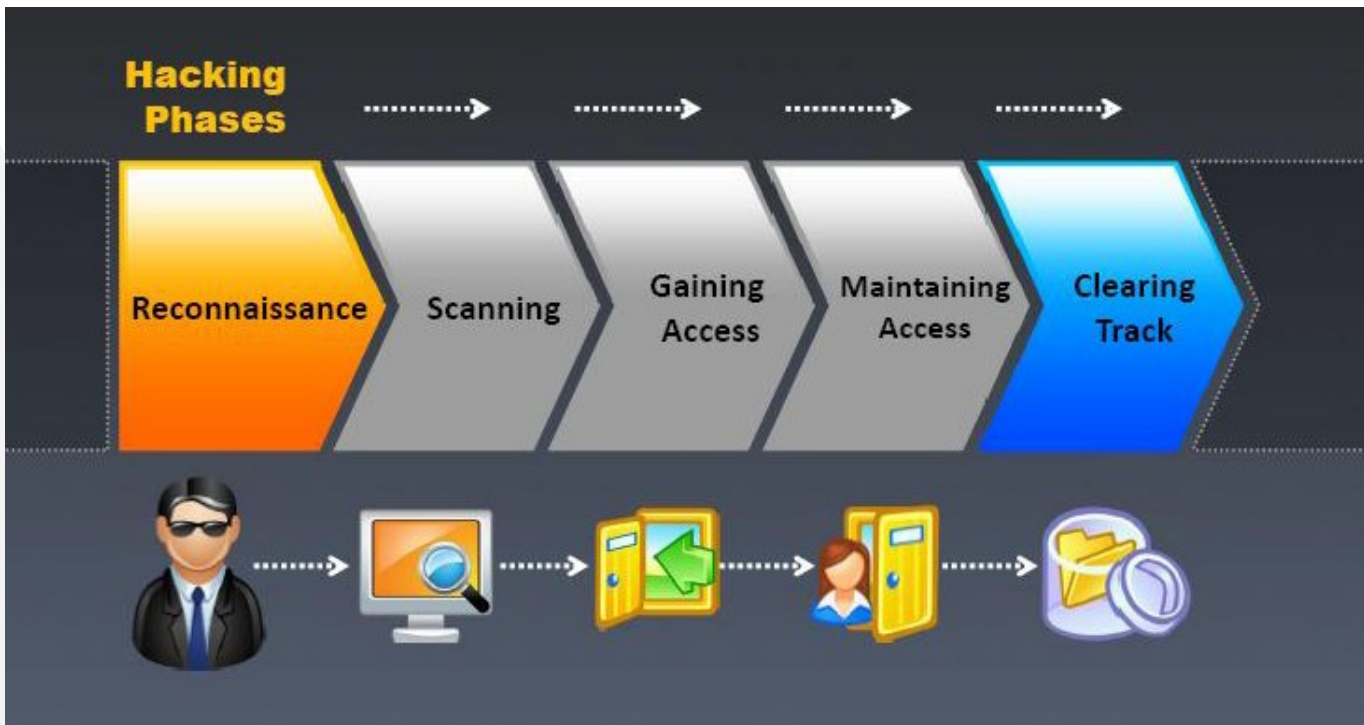 Hacking
Phases
Reconnaissance
Scanning
Gaining
Access
Maintaining
Access
Clearing
Track